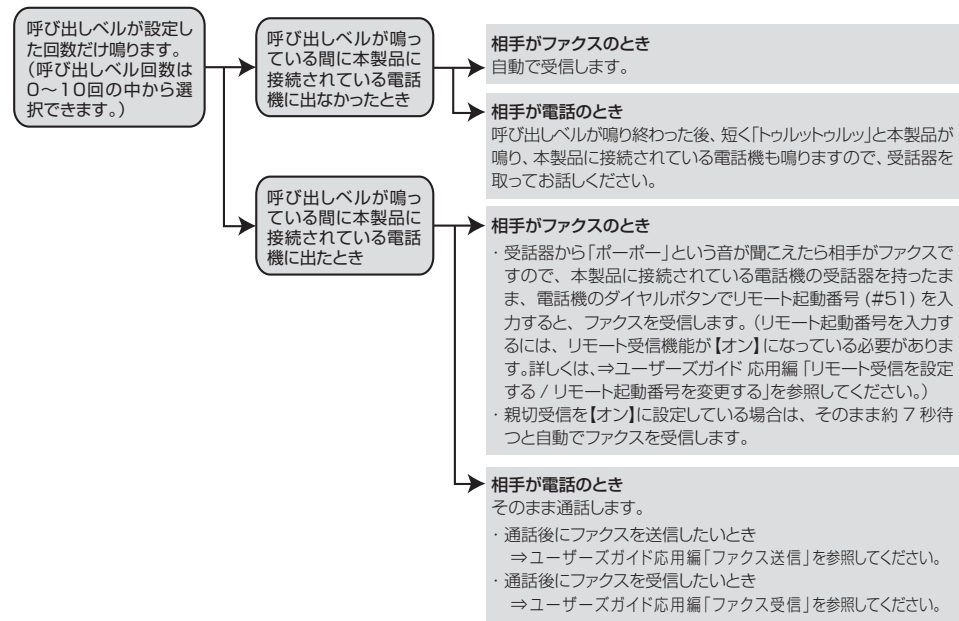 呼び出しベルが設定し
た回数だけ鳴ります。
（呼び出しベル回数は
0～10回の中から選
択できます。）
呼び出しベルが鳴っ
ている間に本製品に
接続されている電話
機に出なかったとき
相手がファクスのとき
自動で受信します。
相手が電話のとき
呼び出しベルが鳴り終わった後、短く「トゥルットゥルッ」と本製品が
鳴り、本製品に接続されている電話機も鳴りますので、受話器を
取ってお話しください。
呼び出しベルが鳴っ
ている間に本製品に
接続されている電話
機に出たとき
相手がファクスのとき
・受話器から「ポーポー」という音が聞こえたら相手がファクスで
すので、本製品に接続されている電話機の受話器を持ったま
ま、電話機のダイヤルボタンでリモート起動番号 (#51) を入
力すると、ファクスを受信します。（リモート起動番号を入力す
るには、リモート受信機能が【オン】になっている必要がありま
す。詳しくは、⇒ユーザーズガイド 応用編「リモート受信を設定
する / リモート起動番号を変更する」を参照してください。）
・親切受信を【オン】に設定している場合は、そのまま約 7 秒待
つと自動でファクスを受信します。
相手が電話のとき
そのまま通話します。
・通話後にファクスを送信したいとき
⇒ユーザーズガイド応用編「ファクス送信」を参照してください。
・通話後にファクスを受信したいとき
⇒ユーザーズガイド応用編「ファクス受信」を参照してください。